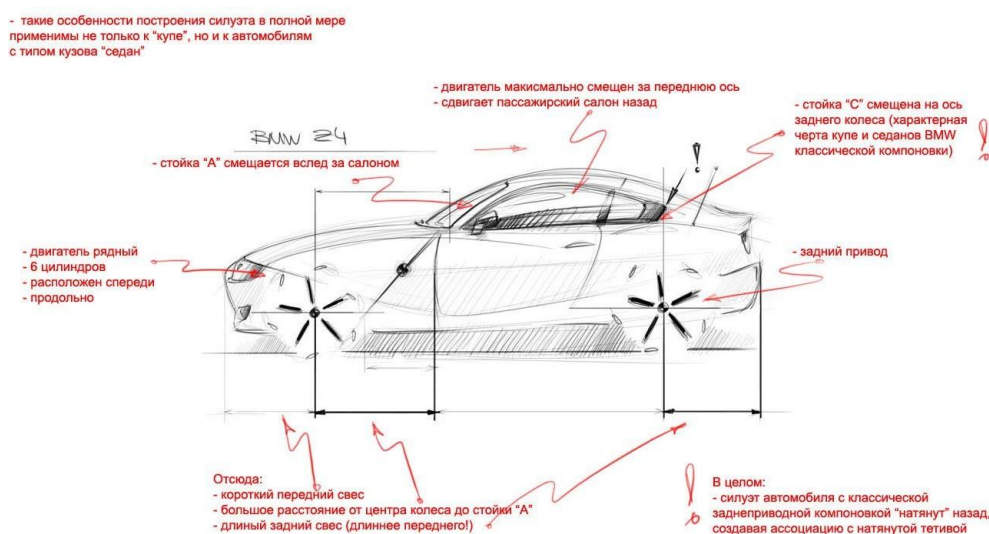 - такие особенности построения силуэта в полной мере
применимы не только к "купе", но и к автомобилям
с типом кузова "седан"
- двигатель макисмально смещен за переднюю ось
- сдвигает пассажирский салон назад
- стойка "С" смещена на ось
заднего колеса (характерная
черта купе и седанов BMW
классической компоновки)
BMW Z4
- стойка "А" смещается вслед за салоном
- двигатель рядный
- 6 цилиндров
- расположен спереди
- продольно
- задний привод
Отсюда:
- короткий передний свес
- большое расстояние от центра колеса до стойки "А"
- длиный задний свес (длиннее переднего!)
В целом:
- силуэт автомобиля с классической
заднеприводной компоновкой "натянут" назад,
создавая ассоциацию с натянутой тетивой